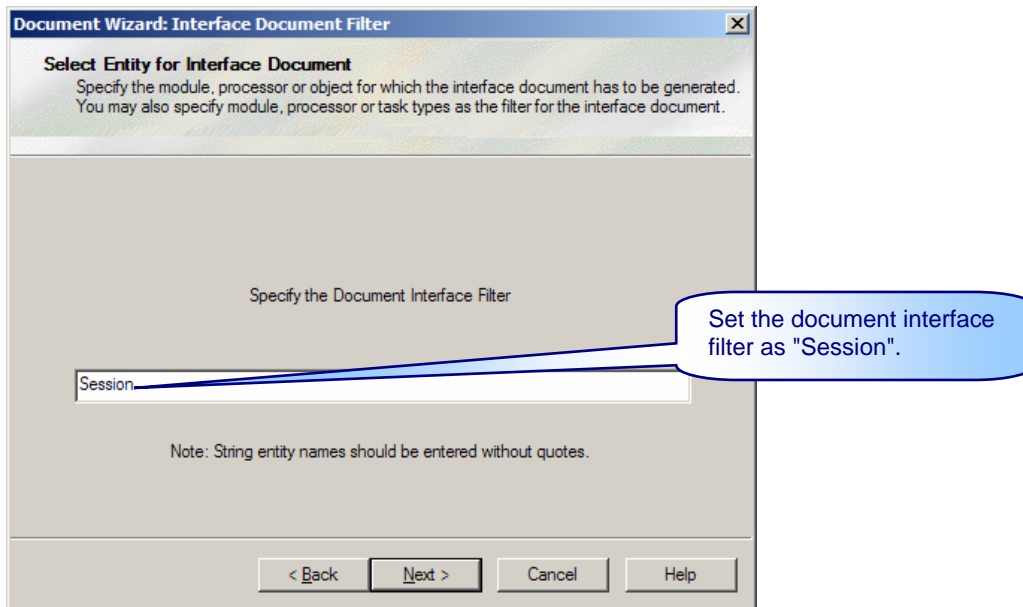 Document Wizard: Interface Document Filter
Select Entity for Interface Document
Specify the module, processor or object for which the interface document has to be generated.
You may also specify module, processor or task types as the filter for the interface document.
Specify the Document Interface Filter
Set the document interface
filter as "Session".
Session
Note: String entity names should be entered without quotes.
< Back
Next >
Cancel
Help